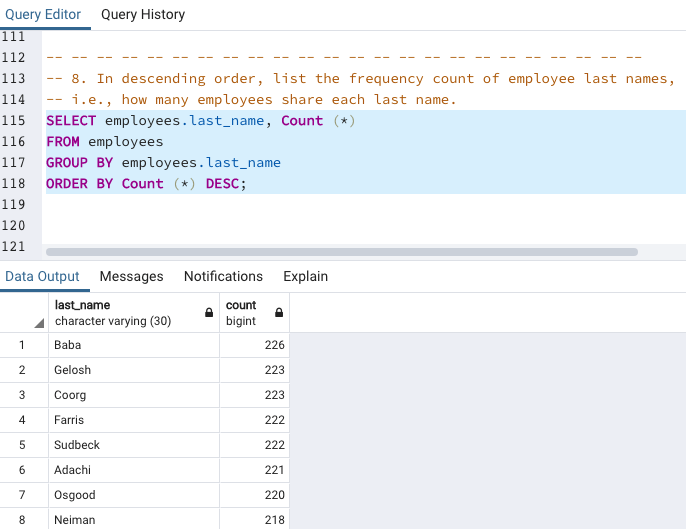 Query Editor Query History
111
112 -- -- -- -- -- -- -- -- -- -- -- -- -- -- -- -- -- -- -- -- -- -- -- --
113 -- 8. In descending order, list the frequency count of employee last names,
114 -- i.e., how many employees share each last name.
115 SELECT employees.last_name, Count (*)
116 FROM employees
117 GROUP BY employees.last_name
118 ORDER BY Count (*) DESC;
119
120
121
Data Output Messages Notifications Explain
last_name count
character varying (30) bigint
1 Baba 226
2 Gelosh 223
3 Coorg 223
4 Farris 222
5 Sudbeck 222
6 Adachi 221
7 Osgood 220
8 Neiman 218